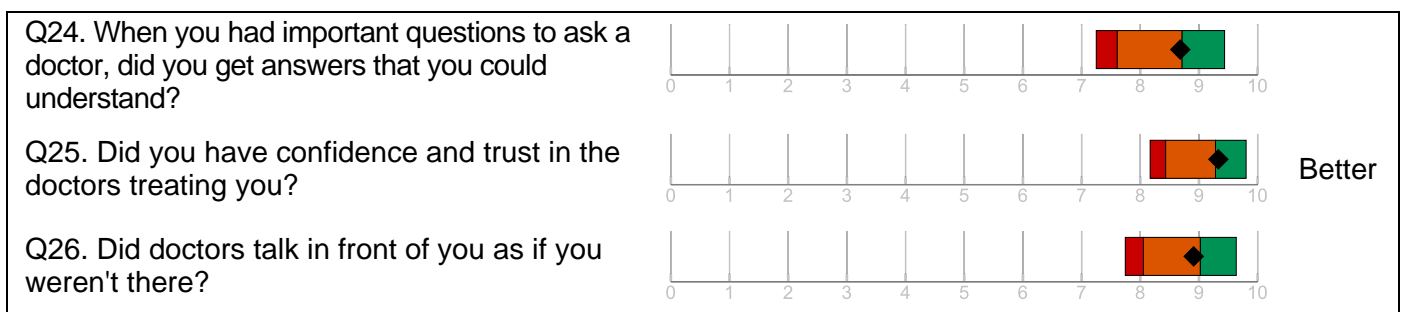 Q24. When you had important questions to ask a
doctor, did you get answers that you could
understand?
0 1 2 3 4 5 6 7 8 9 10
Q25. Did you have confidence and trust in the
doctors treating you?
0 1 2 3 4 5 6 7 8 9 10
Better
Q26. Did doctors talk in front of you as if you
weren't there?
0 1 2 3 4 5 6 7 8 9 10